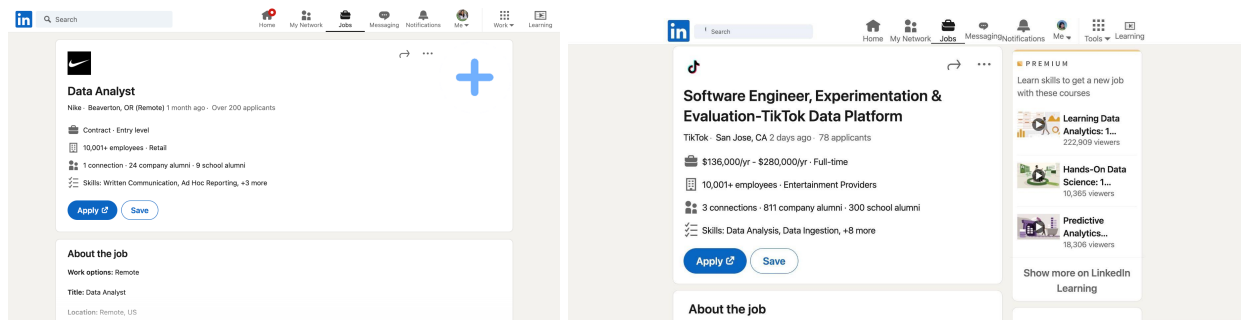 in
Search
Home
My Network
Jobs
Messaging
Notifications
Me
Work
Learning
Data Analyst
Nike · Beaverton, OR (Remote) 1 month ago · Over 200 applicants
Contract · Entry level
10,001+ employees · Retail
1 connection · 24 company alumni · 9 school alumni
Skills: Written Communication, Ad Hoc Reporting, +3 more
Apply
Save
About the job
Work options: Remote
Title: Data Analyst
Location: Remote, US
in
Search
Home
My Network
Jobs
Messaging
Notifications
Me
Tools
Learning
Software Engineer, Experimentation &
Evaluation-TikTok Data Platform
TikTok · San Jose, CA 2 days ago · 78 applicants
$136,000/yr - $280,000/yr · Full-time
10,001+ employees · Entertainment Providers
3 connections · 811 company alumni · 300 school alumni
Skills: Data Analysis, Data Ingestion, +8 more
Apply
Save
About the job
PREMIUM
Learn skills to get a new job
with these courses
Learning Data
Analytics: 1...
222,909 viewers
Hands-On Data
Science: 1...
10,365 viewers
Predictive
Analytics...
18,306 viewers
Show more on LinkedIn
Learning